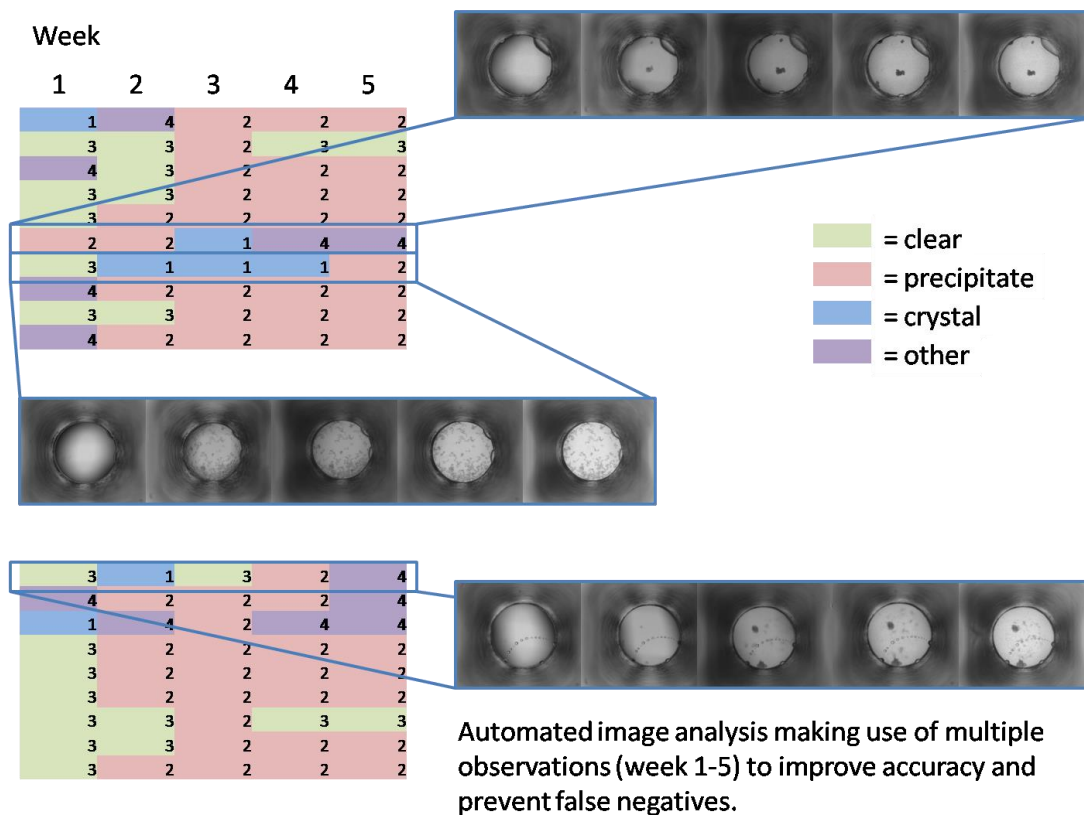 Week
1 2 3 4 5
1 4 2 2 2
3 3 2 3 3
4 3 2 2 2
3 3 2 2 2
3 2 2 2 2
2 2 1 4 4
3 1 1 1 2
4 2 2 2 2
3 3 2 2 2
4 2 2 2 2
= clear
= precipitate
= crystal
= other
3 1 3 2 4
4 2 2 2 4
1 4 2 4 4
3 2 2 2 2
3 2 2 2 2
3 2 2 2 2
3 3 2 3 3
3 3 2 2 2
3 2 2 2 2
Automated image analysis making use of multiple
observations (week 1-5) to improve accuracy and
prevent false negatives.